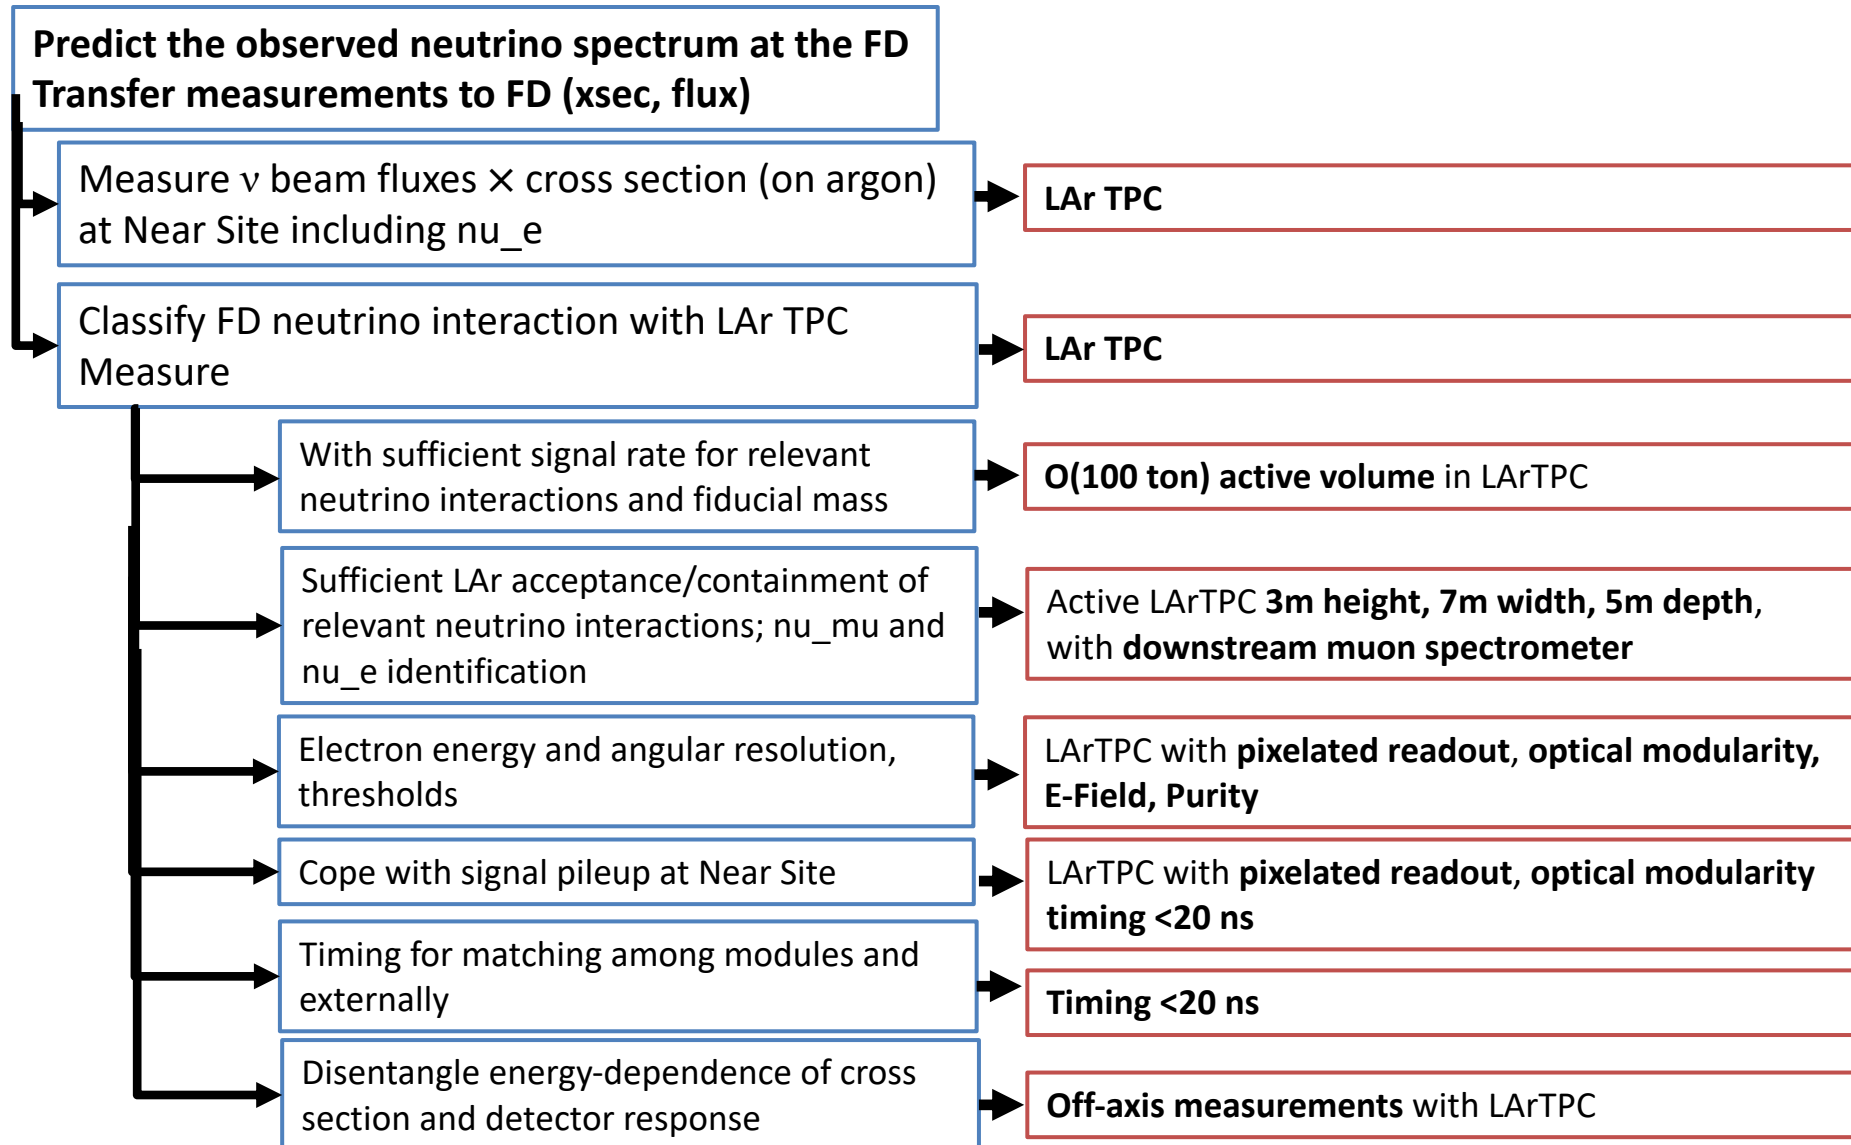 Predict the observed neutrino spectrum at the FD
Transfer measurements to FD (xsec, flux)
Measure ν beam fluxes × cross section (on argon)
at Near Site including nu_e
LAr TPC
Classify FD neutrino interaction with LAr TPC
Measure
LAr TPC
With sufficient signal rate for relevant
neutrino interactions and fiducial mass
O(100 ton) active volume in LArTPC
Sufficient LAr acceptance/containment of
relevant neutrino interactions; nu_mu and
nu_e identification
Active LArTPC 3m height, 7m width, 5m depth,
with downstream muon spectrometer
Electron energy and angular resolution,
thresholds
LArTPC with pixelated readout, optical modularity,
E-Field, Purity
Cope with signal pileup at Near Site
LArTPC with pixelated readout, optical modularity
timing <20 ns
Timing for matching among modules and
externally
Timing <20 ns
Disentangle energy-dependence of cross
section and detector response
Off-axis measurements with LArTPC